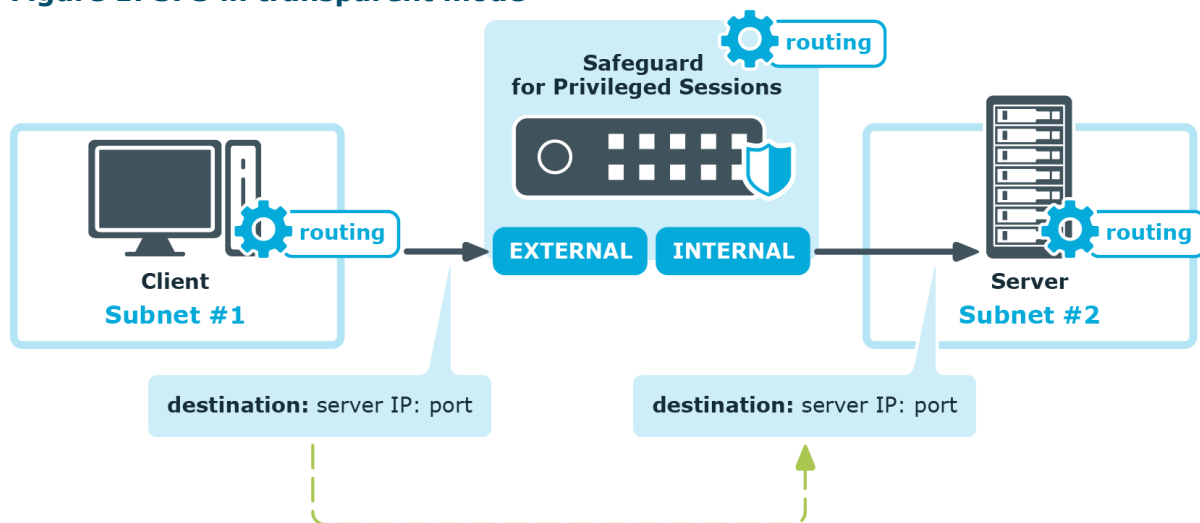 Safeguard
for Privileged Sessions
routing
routing
EXTERNAL
INTERNAL
routing
Client
Subnet #1
Server
Subnet #2
destination: server IP: port
destination: server IP: port